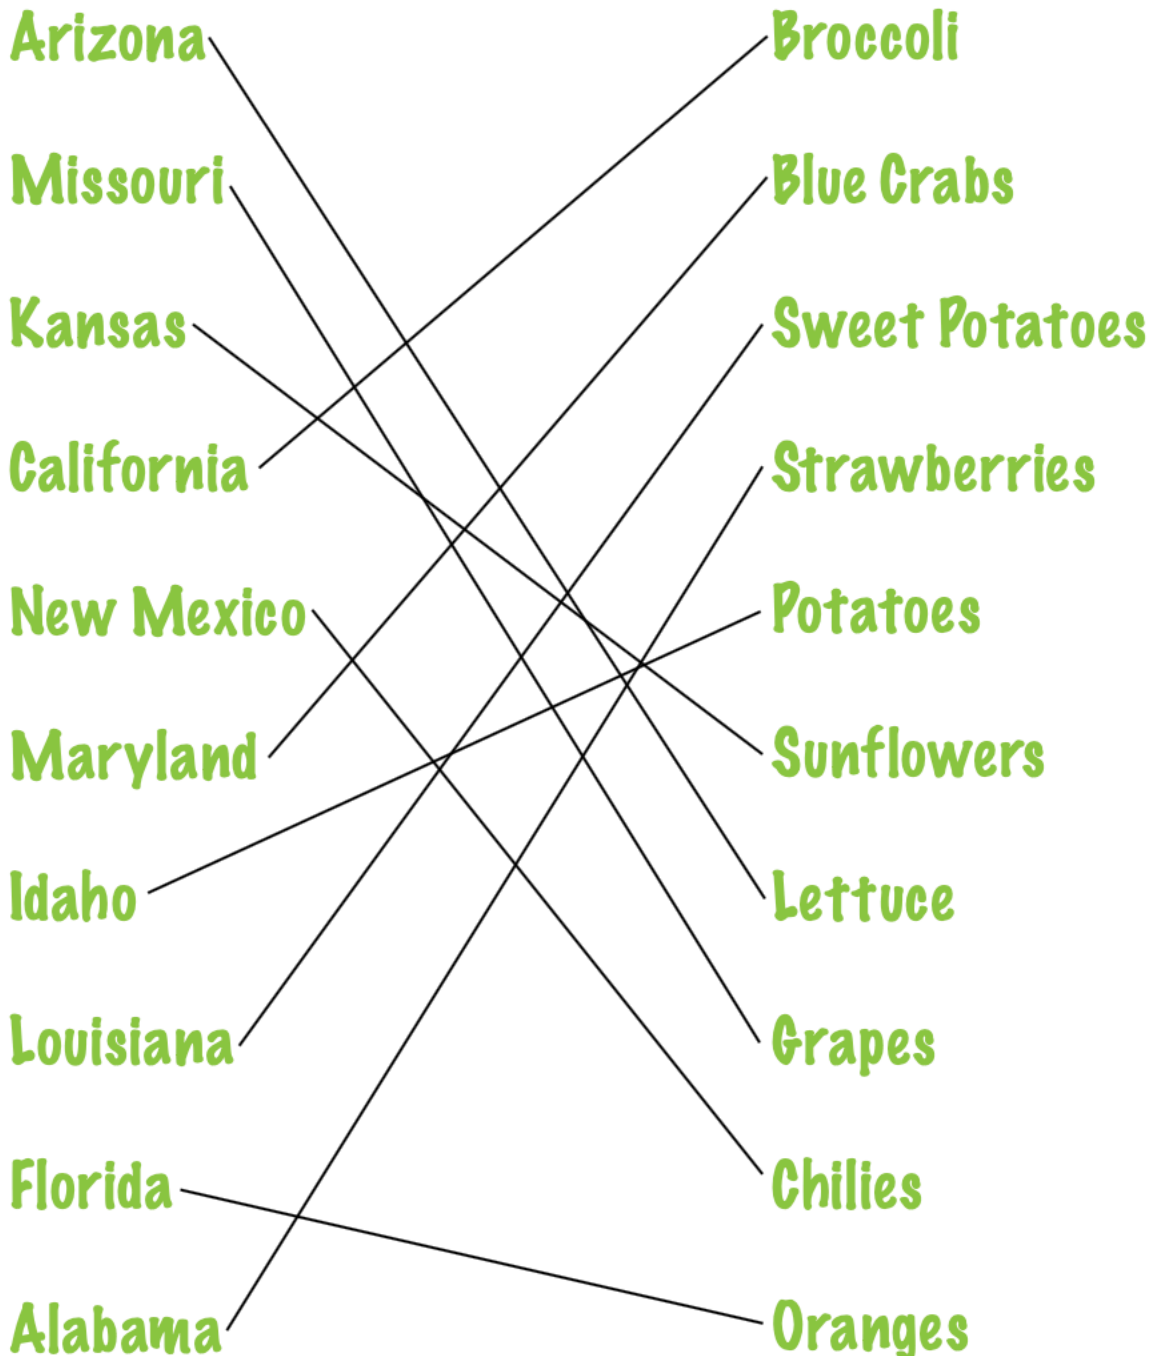 Arizona Broccoli
Missouri Blue Crabs
Kansas Sweet Potatoes
California Strawberries
New Mexico Potatoes
Maryland Sunflowers
Idaho Lettuce
Louisiana Grapes
Florida Chilies
Alabama Oranges